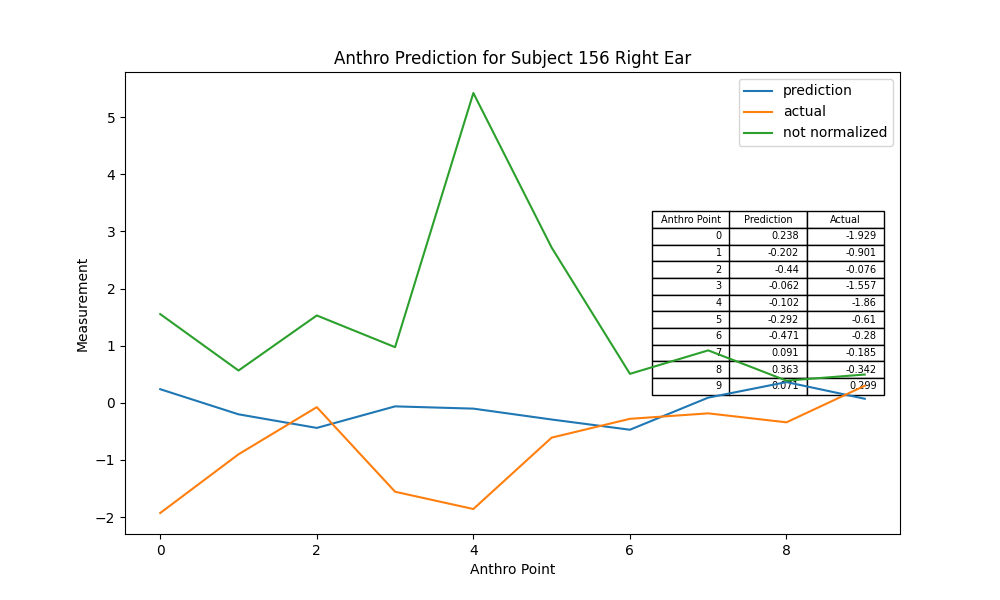 Anthro Prediction for Subject 156 Right Ear
prediction
actual
not normalized
Measurement
5
4
3
2
1
0
−1
−2
Anthro Point Prediction Actual
0 0.238 -1.929
1 -0.202 -0.901
2 -0.44 -0.076
3 -0.062 -1.557
4 -0.102 -1.86
5 -0.292 -0.61
6 -0.471 -0.28
7 0.091 -0.185
8 0.363 -0.342
9 0.071 0.299
0 2 4 6 8
Anthro Point